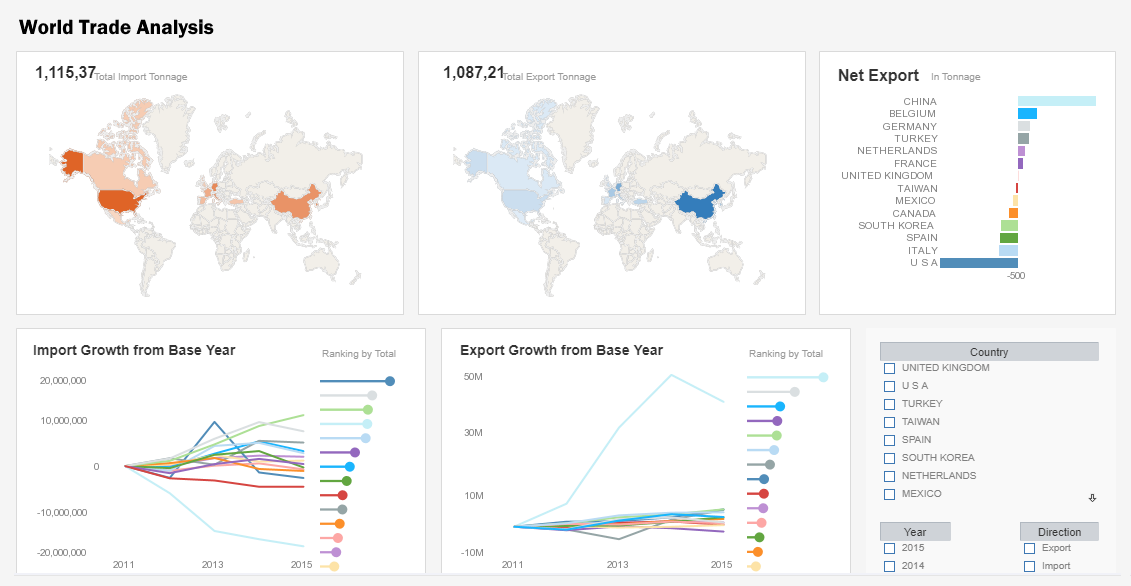 World Trade Analysis
1,115,37 Total Import Tonnage
1,087,21 Total Export Tonnage
Net Export In Tonnage
CHINA
BELGIUM
GERMANY
TURKEY
NETHERLANDS
FRANCE
UNITED KINGDOM
TAIWAN
MEXICO
CANADA
SOUTH KOREA
SPAIN
ITALY
U S A
-500
Import Growth from Base Year
Ranking by Total
20,000,000
10,000,000
0
-10,000,000
-20,000,000
2011 2013 2015
Export Growth from Base Year
Ranking by Total
50M
30M
10M
-10M
2011 2013 2015
Country
UNITED KINGDOM
U S A
TURKEY
TAIWAN
SPAIN
SOUTH KOREA
NETHERLANDS
MEXICO
Year
2015
2014
Direction
Export
Import